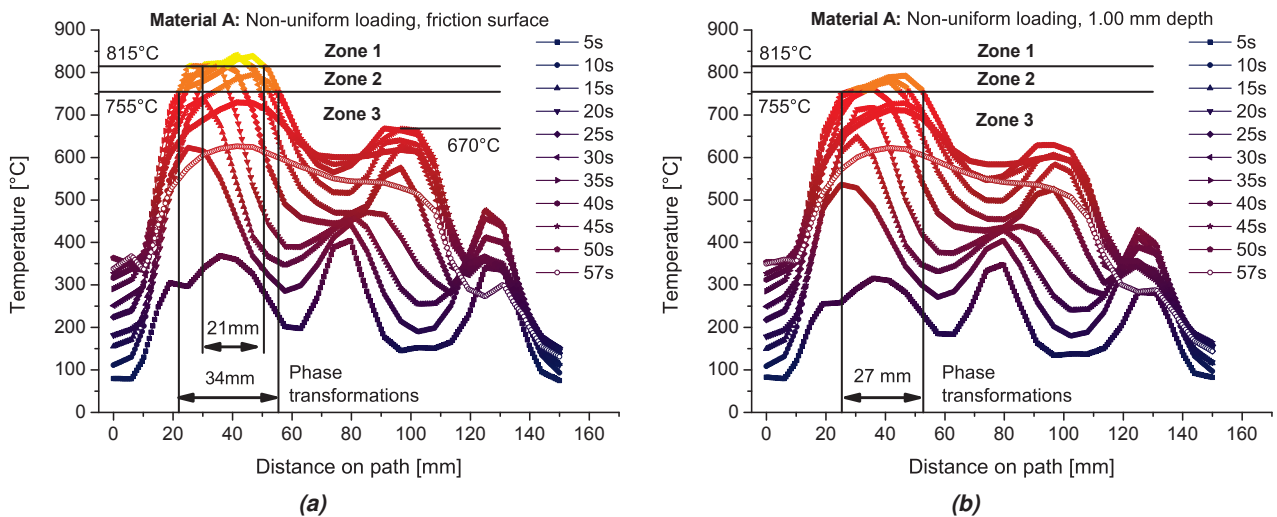 Material A: Non-uniform loading, friction surface
900
800
700
600
500
400
300
200
100
0
Temperature [°C]
815°C
755°C
Zone 1
Zone 2
Zone 3
670°C
21mm
34mm
Phase
transformations
5s
10s
15s
20s
25s
30s
35s
40s
45s
50s
57s
0 20 40 60 80 100 120 140 160
Distance on path [mm]
(a)
Material A: Non-uniform loading, 1.00 mm depth
900
800
700
600
500
400
300
200
100
0
Temperature [°C]
815°C
755°C
Zone 1
Zone 2
Zone 3
27 mm
Phase
transformations
5s
10s
15s
20s
25s
30s
35s
40s
45s
50s
57s
0 20 40 60 80 100 120 140 160
Distance on path [mm]
(b)